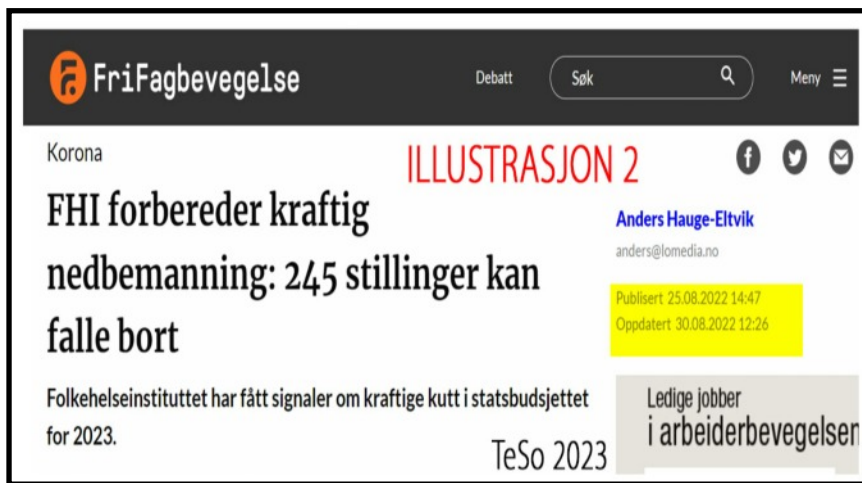 FriFagbevegelse
Debatt
Søk
Meny
Korona
ILLUSTRASJON 2
FHI forbereder kraftig
nedbemanning: 245 stillinger kan
falle bort
Folkehelseinstituttet har fått signaler om kraftige kutt i statsbudsjettet
for 2023.
Anders Hauge-Eltvik
anders@lomedia.no
Publisert 25.08.2022 14:47
Oppdatert 30.08.2022 12:26
Ledige jobber
i arbeiderbevegelsen
TeSo 2023